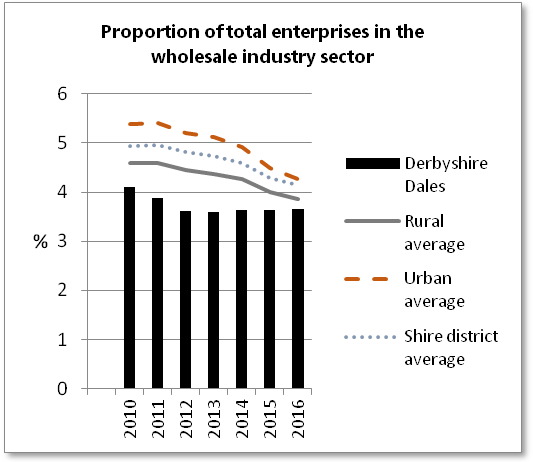 Proportion of total enterprises in the
wholesale industry sector
6
5
4
3
2
1
0
%
2010
2011
2012
2013
2014
2015
2016
Derbyshire
Dales
Rural
average
Urban
average
Shire district
average